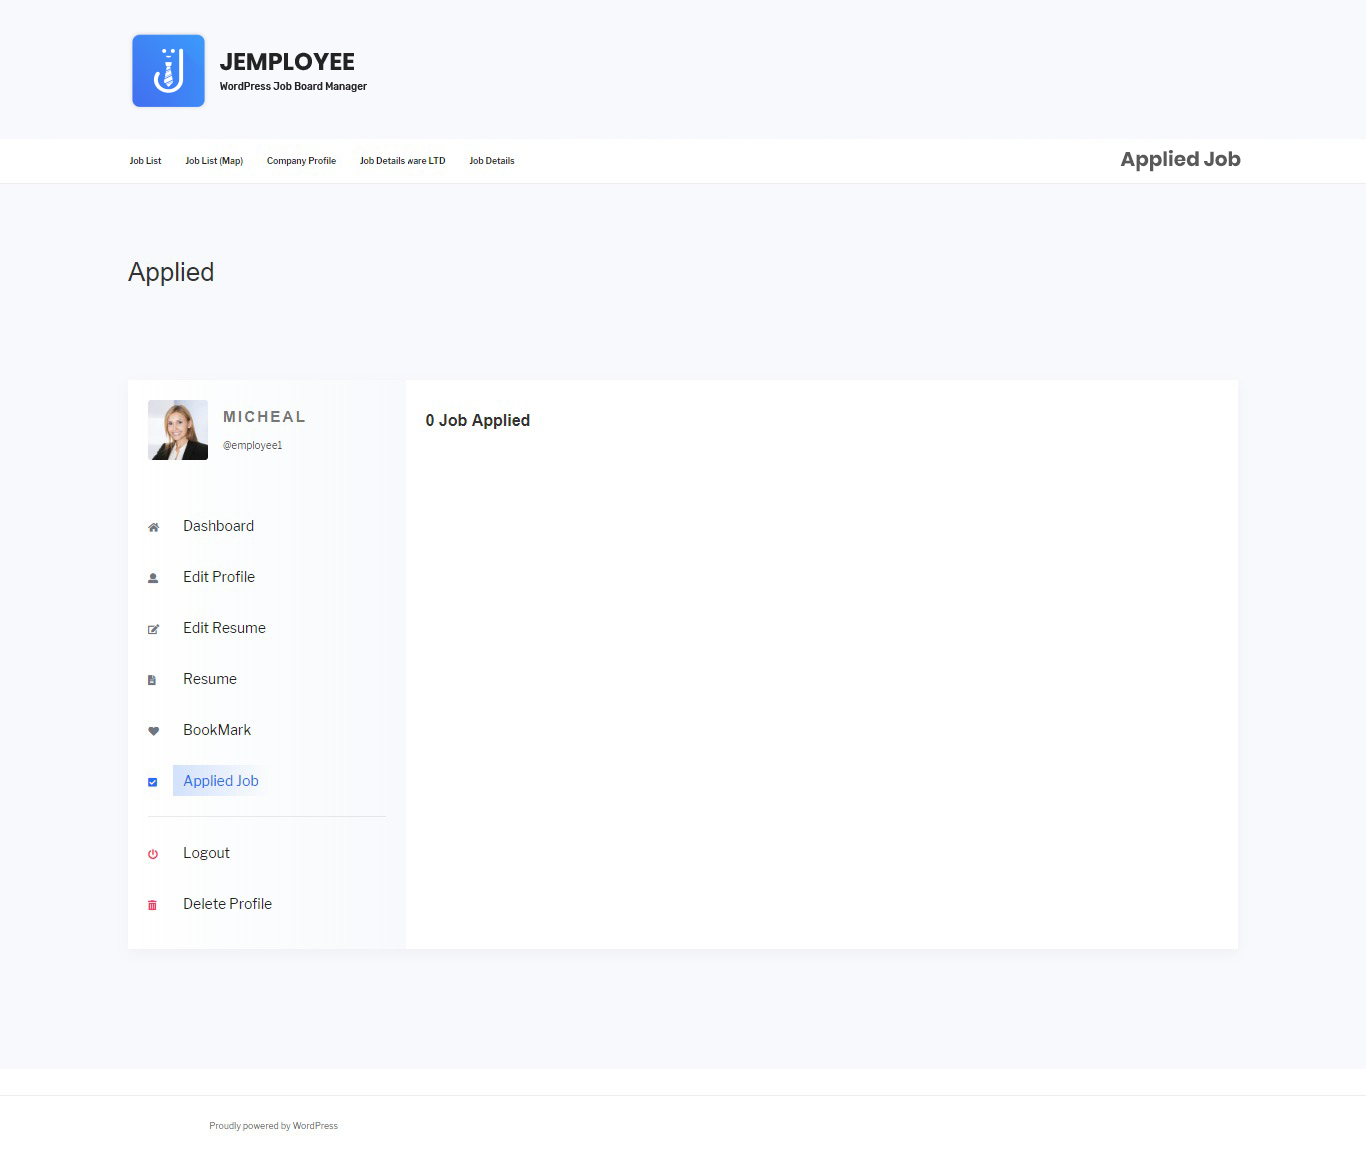 JEMPLOYEE
WordPress Job Board Manager
Job List Job List (Map) Company Profile Job Details ware LTD Job Details
Applied Job
Applied
MICHEAL
@employee1
0 Job Applied
Dashboard
Edit Profile
Edit Resume
Resume
BookMark
Applied Job
Logout
Delete Profile
Proudly powered by WordPress